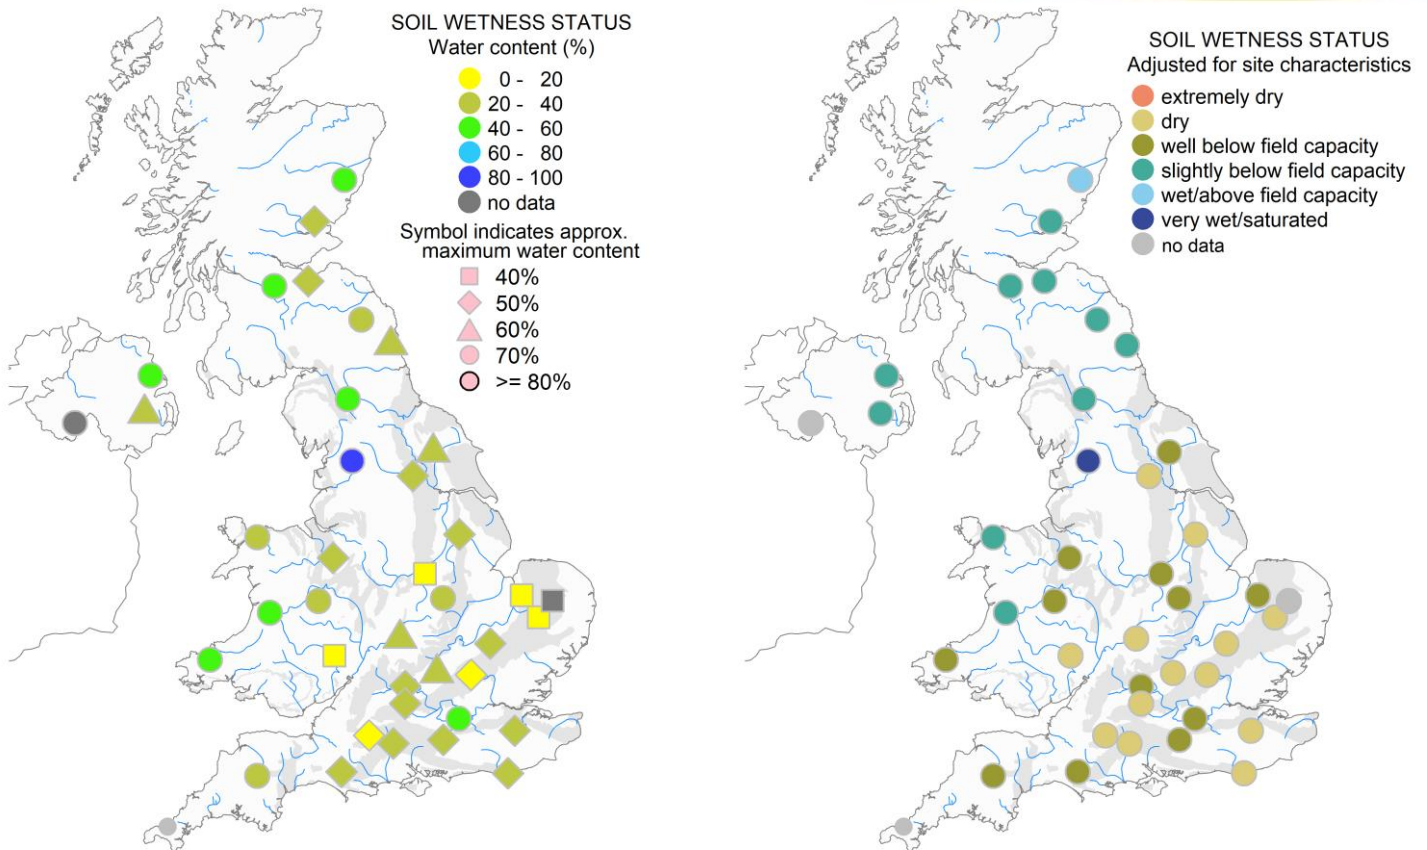 SOIL WETNESS STATUS
Water content (%)
0 - 20
20 - 40
40 - 60
60 - 80
80 - 100
no data
Symbol indicates approx.
maximum water content
40%
50%
60%
70%
>= 80%
SOIL WETNESS STATUS
Adjusted for site characteristics
extremely dry
dry
well below field capacity
slightly below field capacity
wet/above field capacity
very wet/saturated
no data